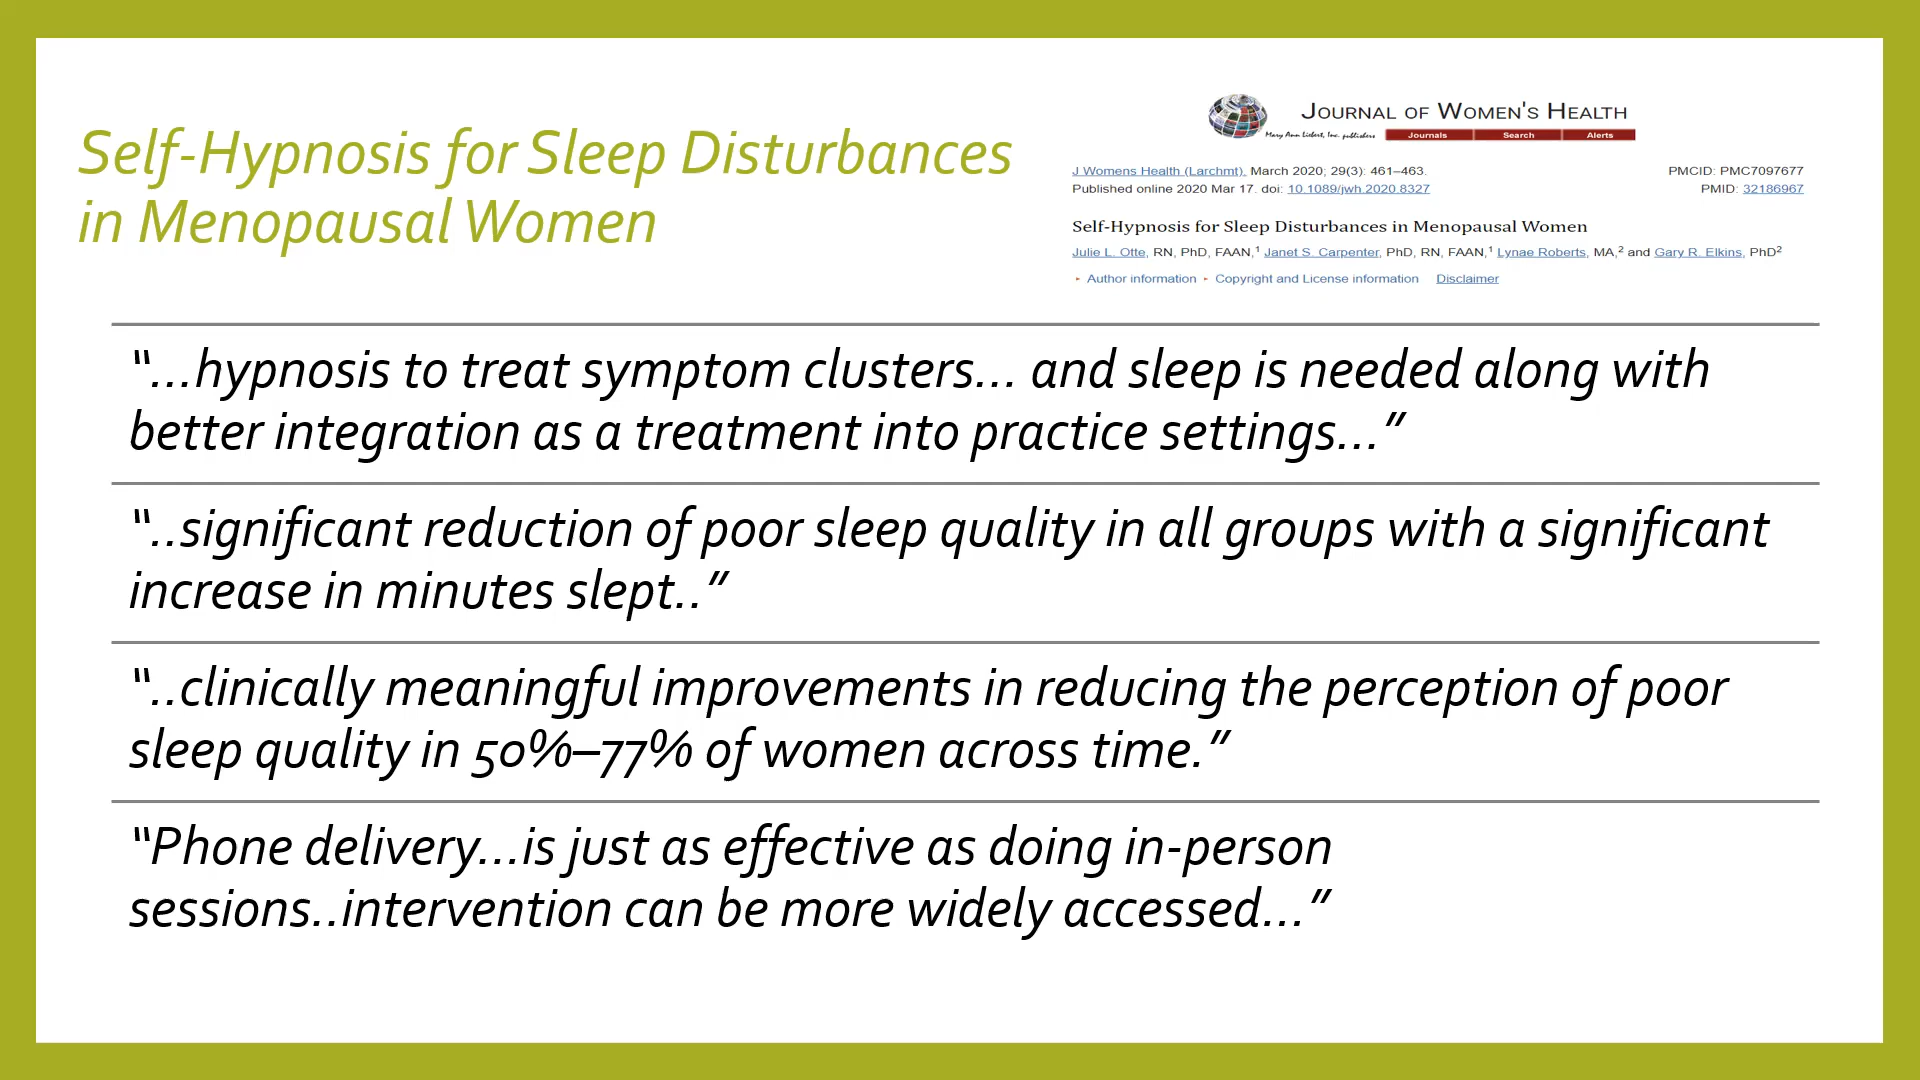 Self-Hypnosis for Sleep Disturbances
in Menopausal Women
JOURNAL OF WOMEN'S HEALTH
Mary Ann Liebert, Inc. publishers
Journals Search Alerts
J Womens Health (Larchmt). March 2020; 29(3): 461–463.
PMCID: PMC7097677
Published online 2020 Mar 17. doi: 10.1089/jwh.2020.8327
PMID: 32186967
Self-Hypnosis for Sleep Disturbances in Menopausal Women
Julie L. Otte, RN, PhD, FAAN,1 Janet S. Carpenter, PhD, RN, FAAN,1 Lynae Roberts, MA,2 and Gary R. Elkins, PhD2
Author information Copyright and License information Disclaimer
“…hypnosis to treat symptom clusters… and sleep is needed along with
better integration as a treatment into practice settings…”
“..significant reduction of poor sleep quality in all groups with a significant
increase in minutes slept..”
“..clinically meaningful improvements in reducing the perception of poor
sleep quality in 50%–77% of women across time.”
“Phone delivery…is just as effective as doing in-person
sessions..intervention can be more widely accessed…”